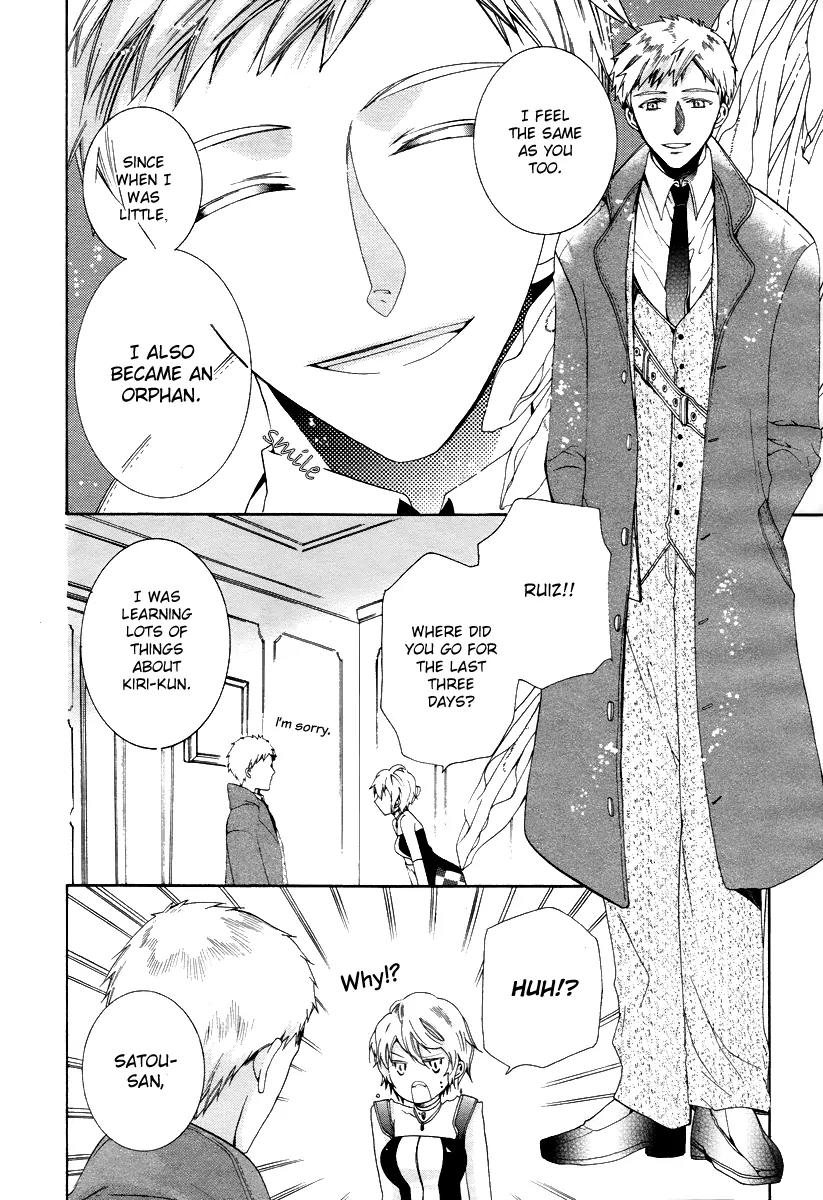 I FEEL
THE SAME
AS YOU
TOO.
SINCE
WHEN I
WAS
LITTLE,
I ALSO
BECAME AN
ORPHAN.
smile
RUIZ!!
WHERE DID
YOU GO FOR
THE LAST
THREE
DAYS?
I'm sorry.
I WAS
LEARNING
LOTS OF
THINGS
ABOUT
KIRI-KUN.
HUH!?
Why!?
SATOU-
SAN,